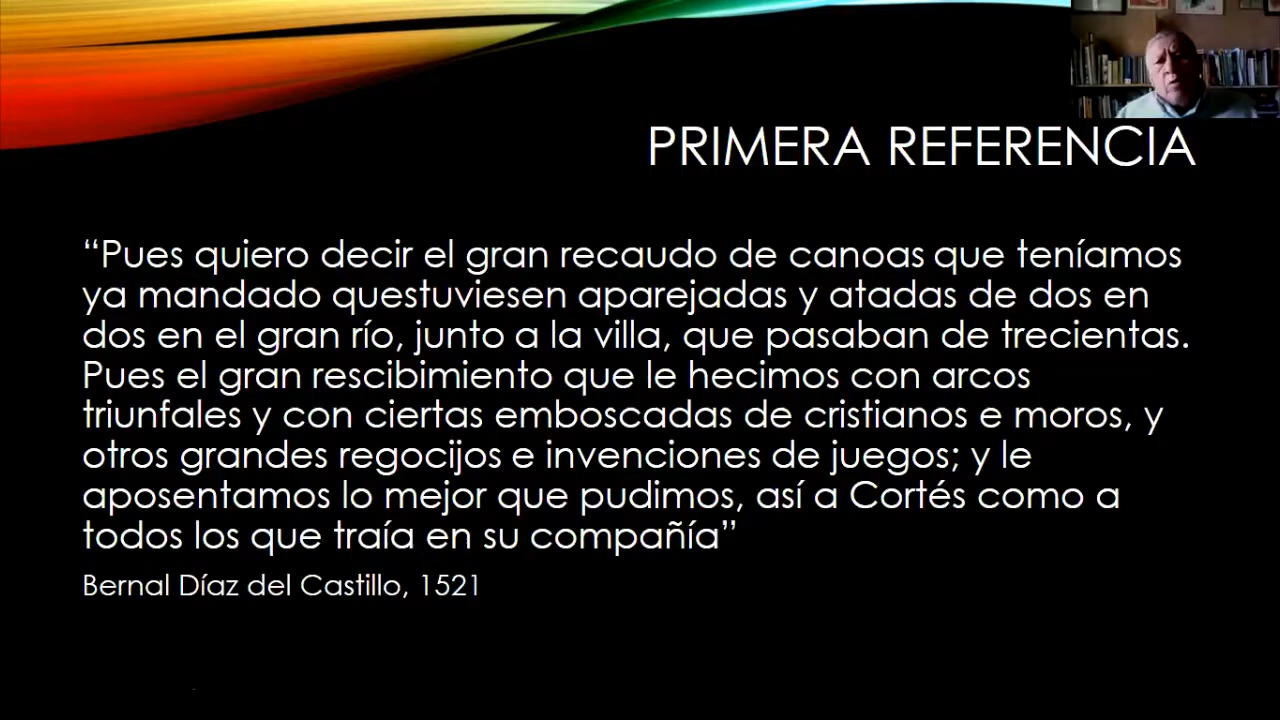 PRIMERA REFERENCIA
“Pues quiero decir el gran recaudo de canoas que teníamos
ya mandado questuviesen aparejadas y atadas de dos en
dos en el gran río, junto a la villa, que pasaban de trecientas.
Pues el gran rescibimiento que le hecimos con arcos
triunfales y con ciertas emboscadas de cristianos e moros, y
otros grandes regocijos e invenciones de juegos; y le
aposentamos lo mejor que pudimos, así a Cortés como a
todos los que traía en su compañía”
Bernal Díaz del Castillo, 1521